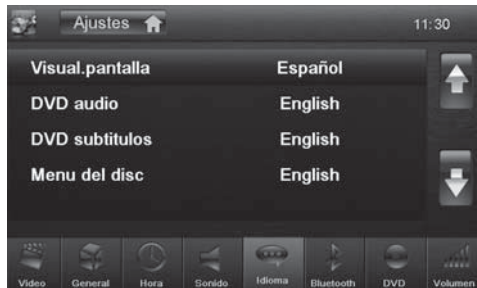 Ajustes 11:30
Visual.pantalla Español
DVD audio English
DVD subtitulos English
Menu del disc English
Video General Hora Sonido Idioma Bluetooth DVD Volumen